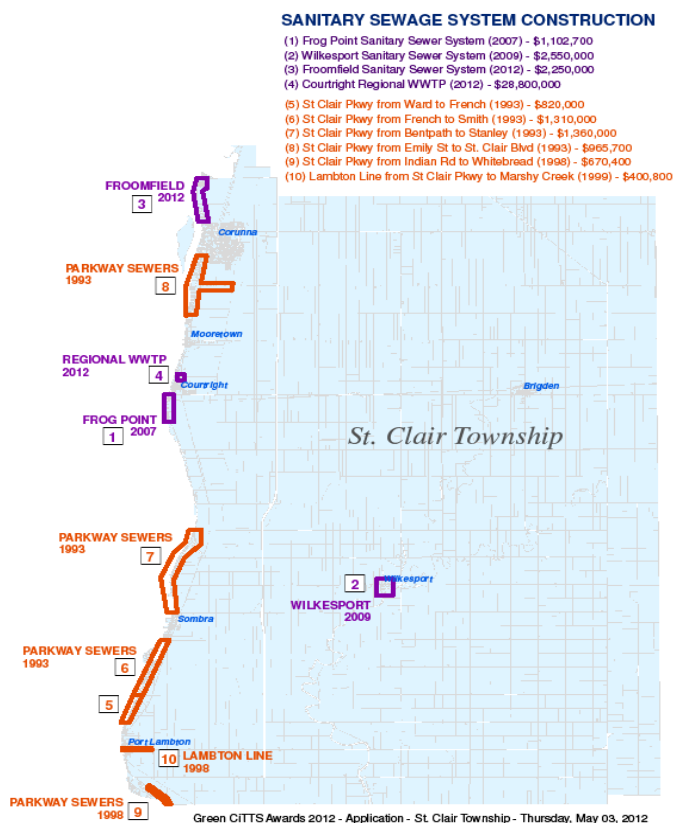 SANITARY SEWAGE SYSTEM CONSTRUCTION
(1) Frog Point Sanitary Sewer System (2007) - $1,102,700
(2) Wilkesport Sanitary Sewer System (2009) - $2,550,000
(3) Froomfield Sanitary Sewer System (2012) - $2,250,000
(4) Courtright Regional WWTP (2012) - $28,800,000
(5) St Clair Pkwy from Ward to French (1993) - $820,000
(6) St Clair Pkwy from French to Smith (1993) - $1,310,000
(7) St Clair Pkwy from Bentpath to Stanley (1993) - $1,360,000
(8) St Clair Pkwy from Emily St to St. Clair Blvd (1993) - $965,700
(9) St Clair Pkwy from Indian Rd to Whitebread (1998) - $670,400
(10) Lambton Line from St Clair Pkwy to Marshy Creek (1999) - $400,800
FROOMFIELD
2012
3
Corunna
PARKWAY SEWERS
1993
8
Mooretown
REGIONAL WWTP
2012
4
Courtright
Brigden
FROG POINT
2007
1
St. Clair Township
PARKWAY SEWERS
1993
7
2
Wilkesport
WILKESPORT
2009
Sombra
PARKWAY SEWERS
1993
6
5
Port Lambton
10
LAMBTON LINE
1998
PARKWAY SEWERS
1998
9
Green CiTTS Awards 2012 - Application - St. Clair Township - Thursday, May 03, 2012